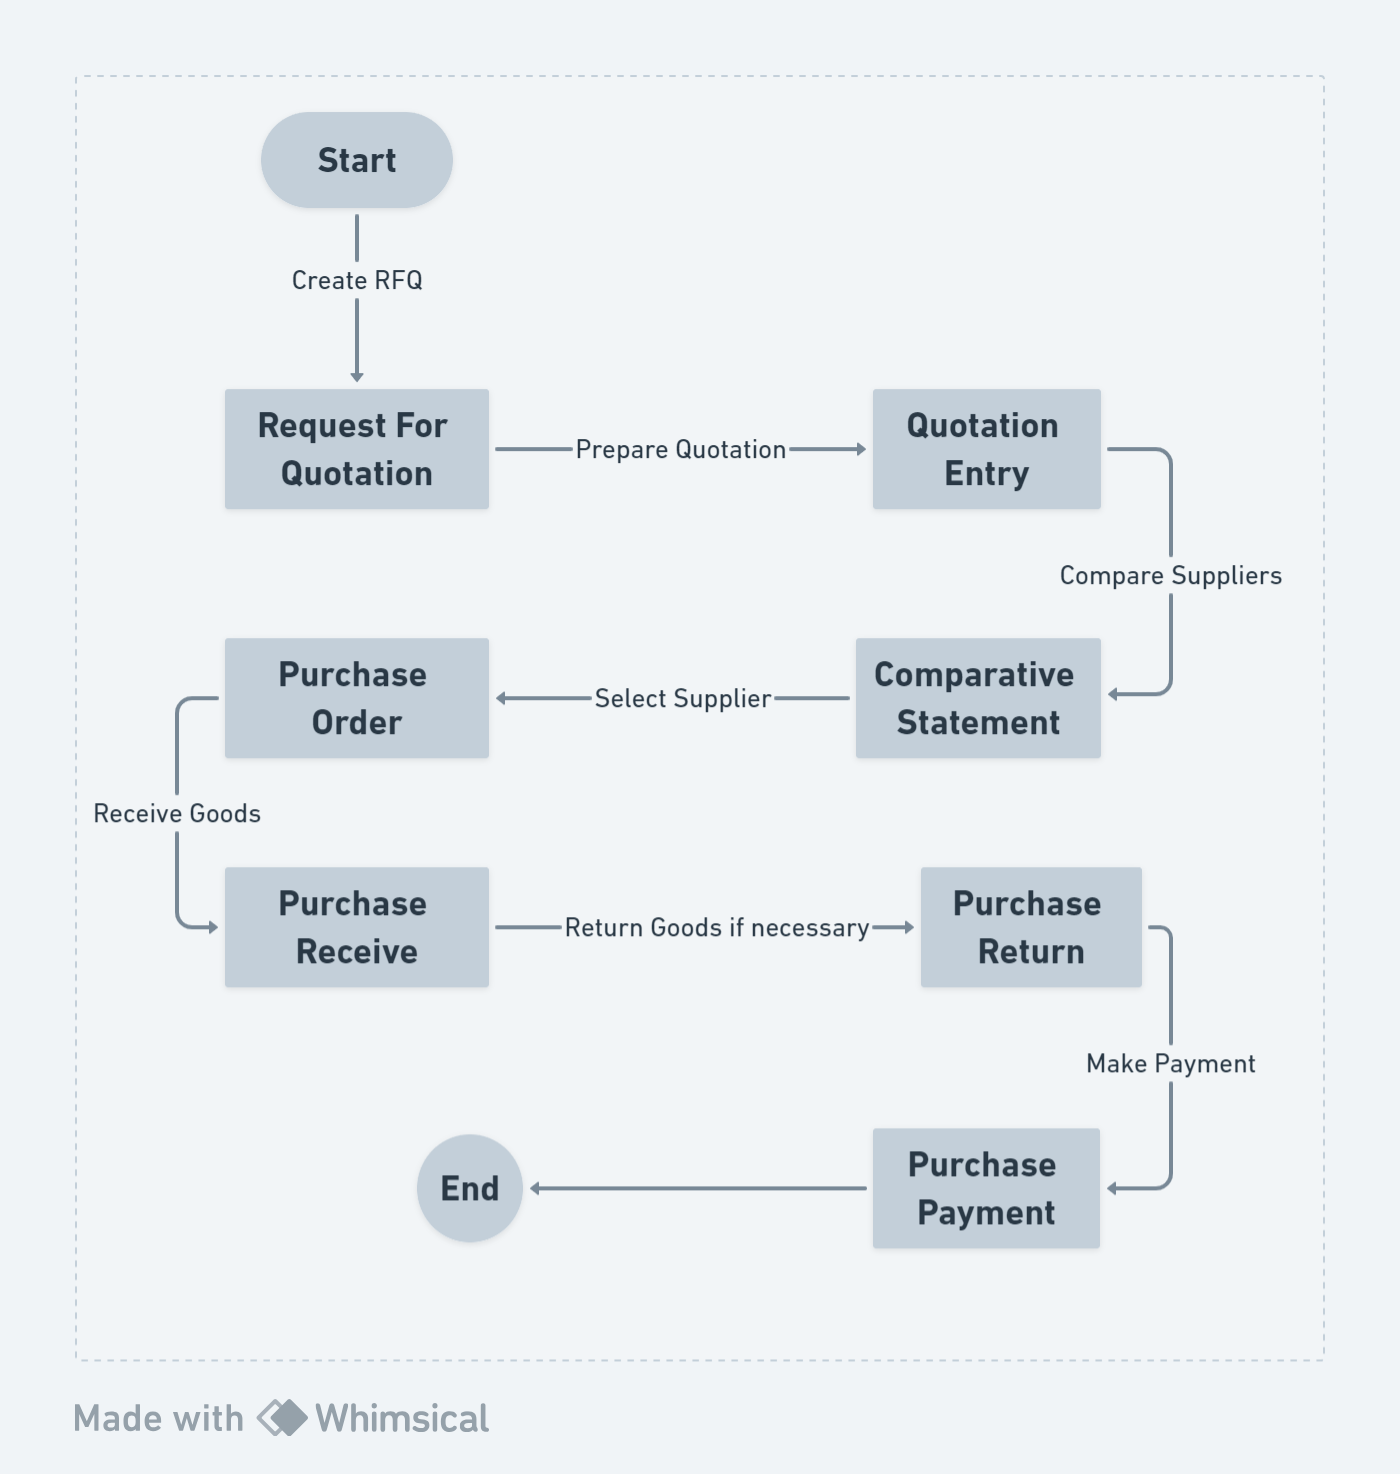 Start
Create RFQ
Request For
Quotation
Prepare Quotation
Quotation
Entry
Compare Suppliers
Comparative
Statement
Select Supplier
Purchase
Order
Receive Goods
Purchase
Receive
Return Goods if necessary
Purchase
Return
Make Payment
Purchase
Payment
End
Made with Whimsical